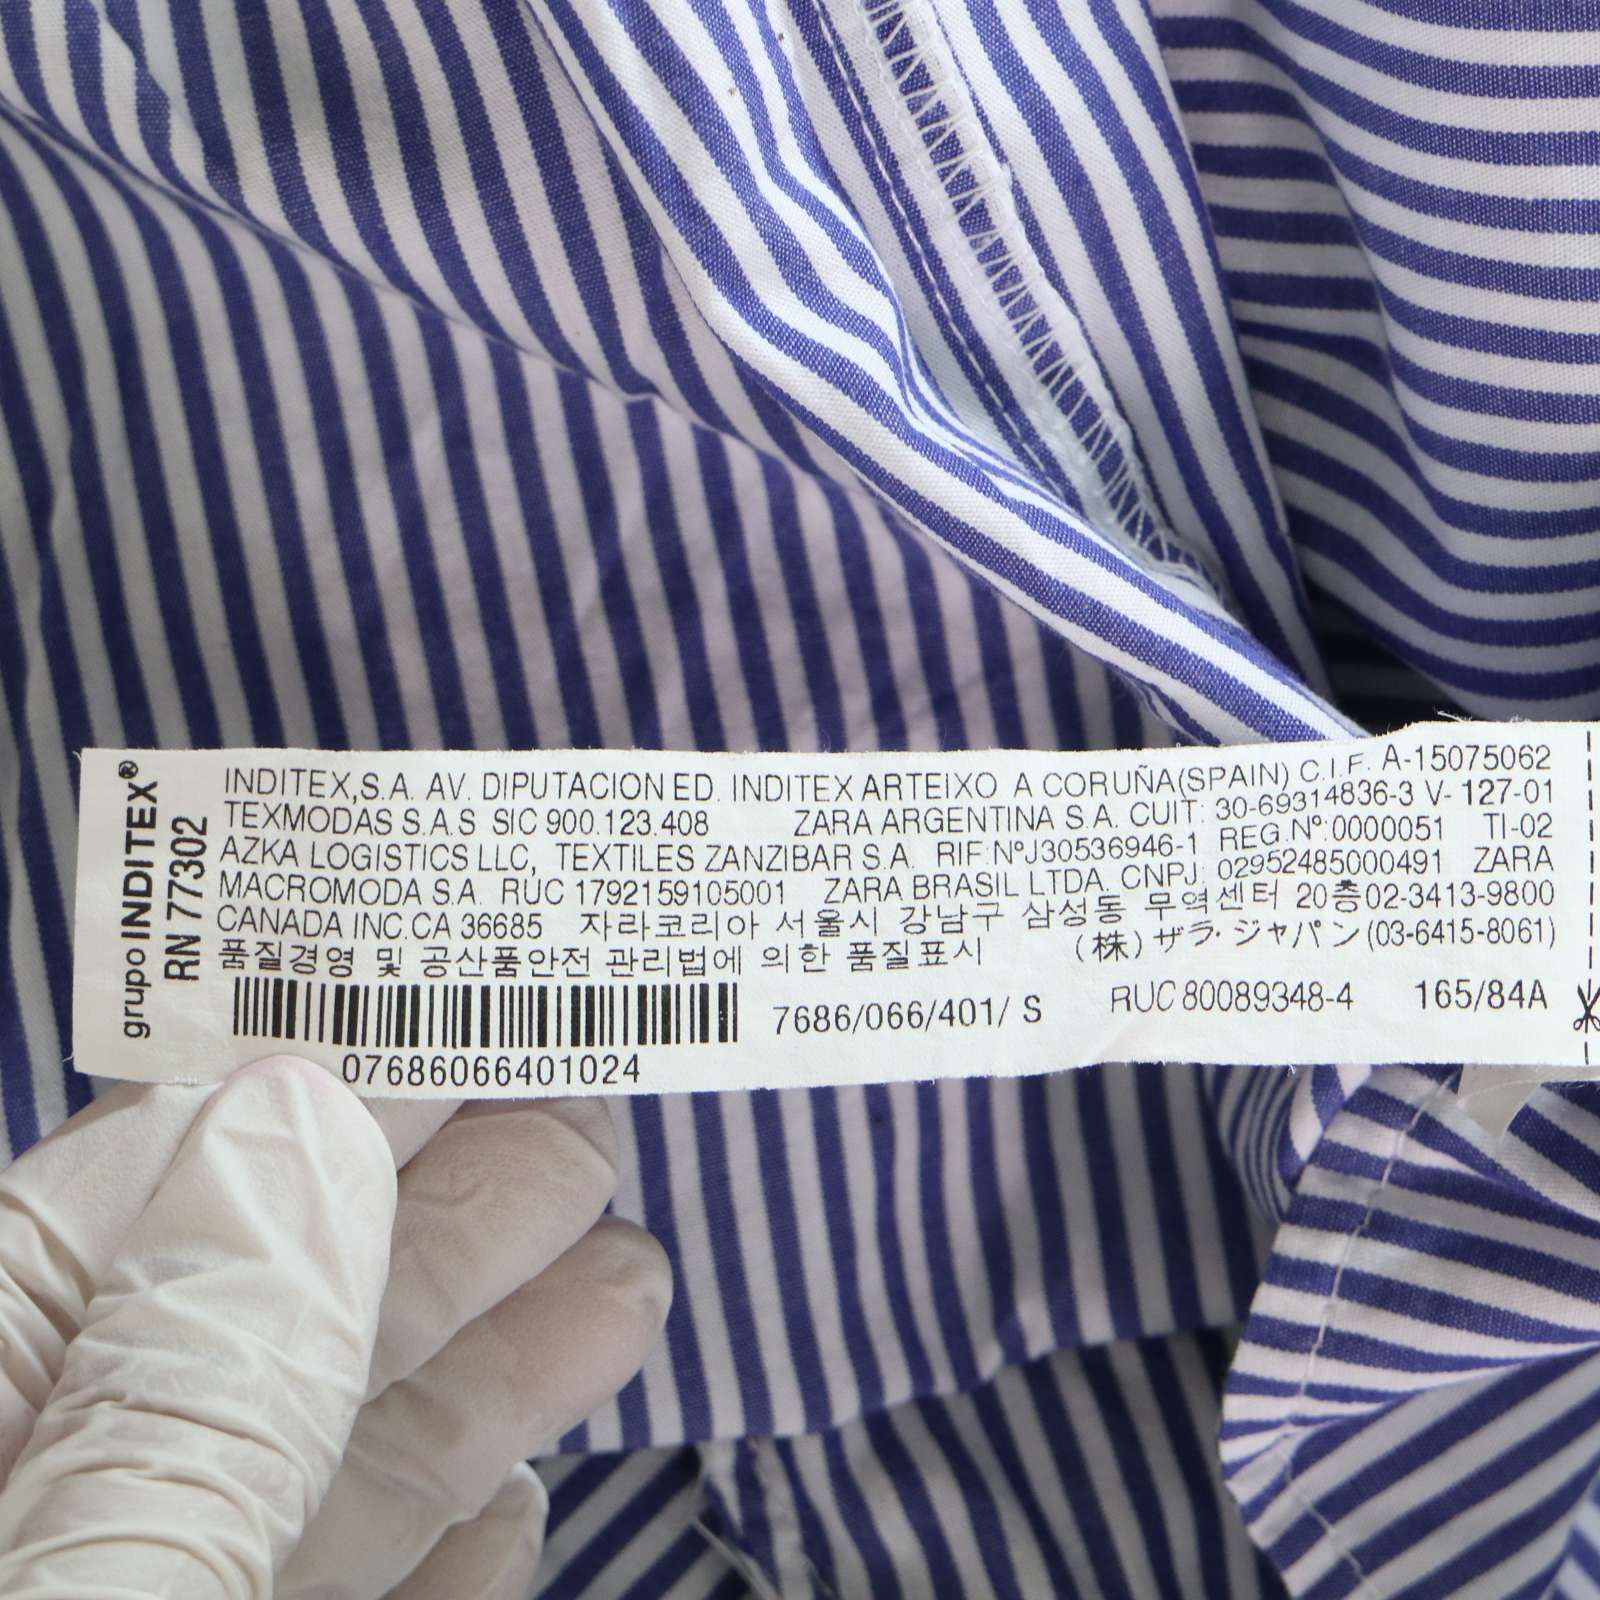 grupo INDITEX®
RN 77302
INDITEX,S.A. AV. DIPUTACION ED. INDITEX ARTEIXO A CORUÑA(SPAIN) C.I.F. A-15075062
TEXMODAS S.A.S SIC 900.123.408 ZARA ARGENTINA S.A. CUIT: 30-69314836-3 V- 127-01
AZKA LOGISTICS LLC, TEXTILES ZANZIBAR S.A. RIF:NºJ30536946-1 REG.Nº:0000051 TI-02
MACROMODA S.A. RUC 1792159105001 ZARA BRASIL LTDA. CNPJ: 02952485000491 ZARA
CANADA INC.CA 36685 자라코리아 서울시 강남구 삼성동 무역센터 20층02-3413-9800
품질경영 및 공산품안전 관리법에 의한 품질표시 (株) ザラ・ジャパン (03-6415-8061)
7686/066/401/ S RUC 80089348-4 165/84A
07686066401024